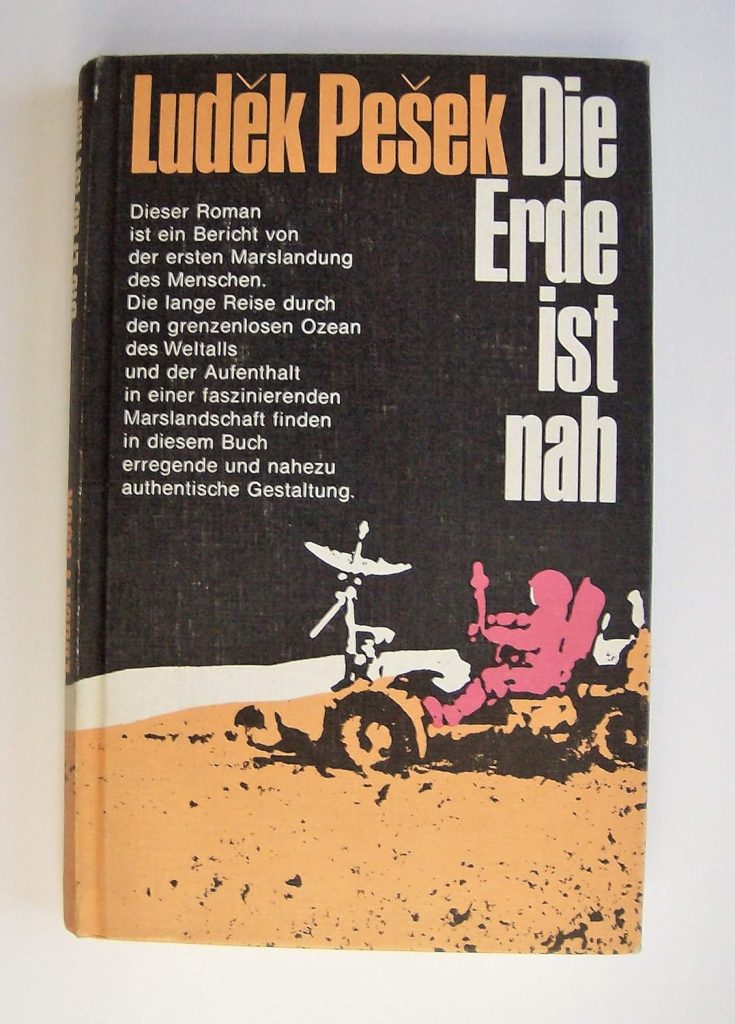 Luděk Pešek Die
Erde
ist
nah
Dieser Roman
ist ein Bericht von
der ersten Marslandung
des Menschen.
Die lange Reise durch
den grenzenlosen Ozean
des Weltalls
und der Aufenthalt
in einer faszinierenden
Marslandschaft finden
in diesem Buch
erregende und nahezu
authentische Gestaltung.